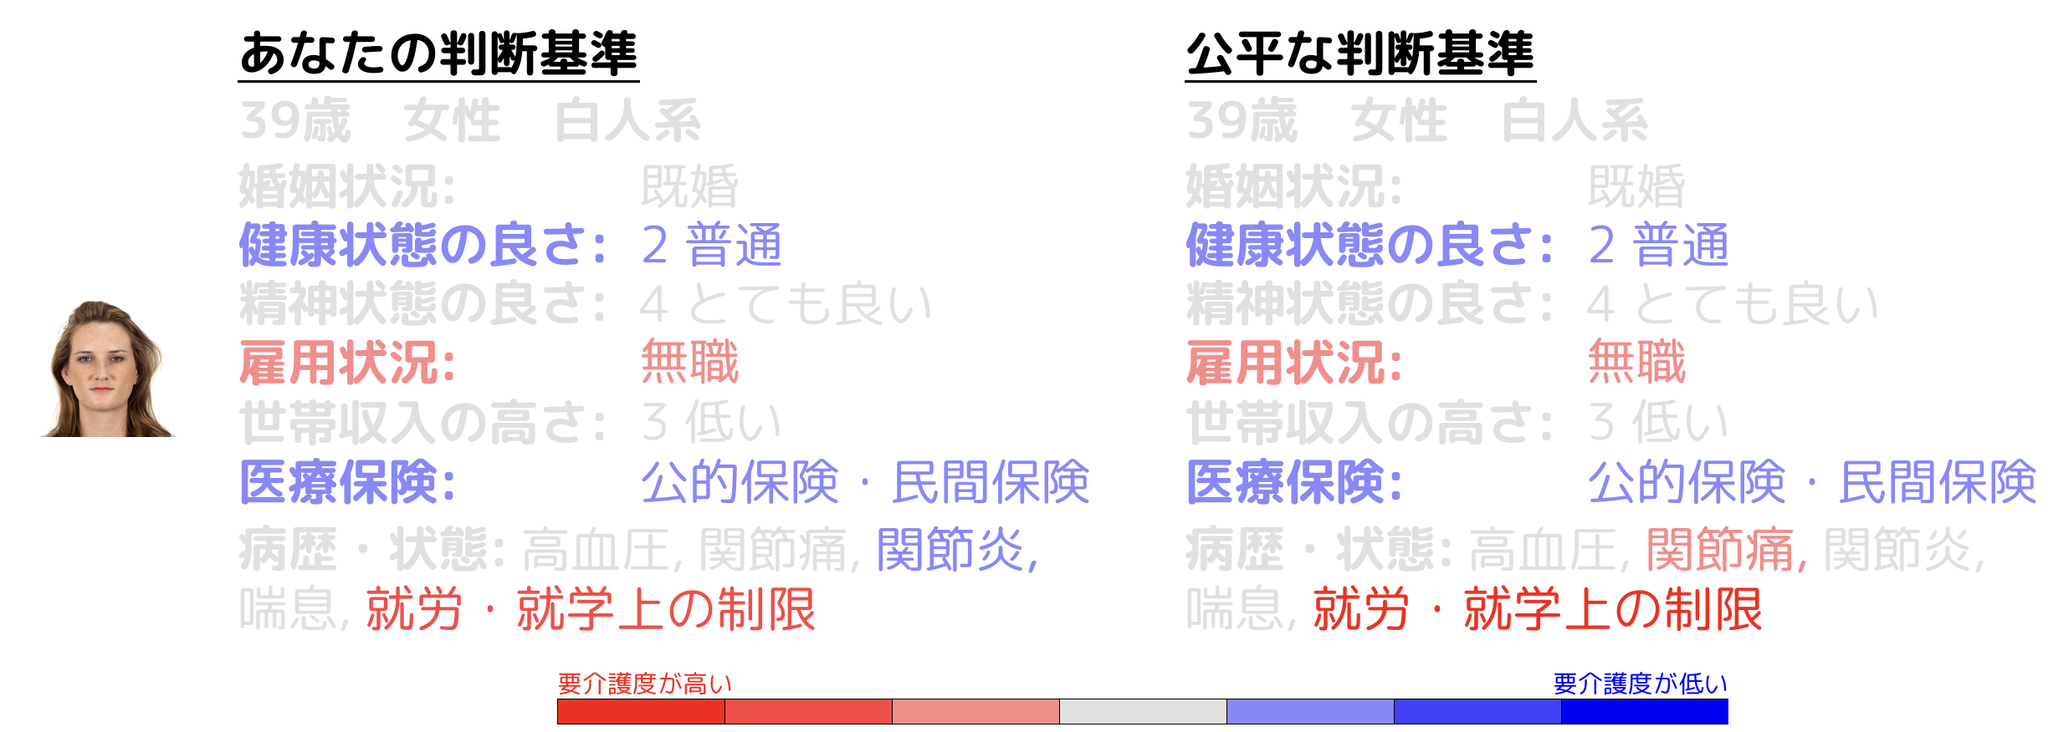 あなたの判断基準
39歳　女性　白人系
婚姻状況: 既婚
健康状態の良さ: 2 普通
精神状態の良さ: 4 とても良い
雇用状況: 無職
世帯収入の高さ: 3 低い
医療保険: 公的保険・民間保険
病歴・状態: 高血圧, 関節痛, 関節炎,
喘息, 就労・就学上の制限
公平な判断基準
39歳　女性　白人系
婚姻状況: 既婚
健康状態の良さ: 2 普通
精神状態の良さ: 4 とても良い
雇用状況: 無職
世帯収入の高さ: 3 低い
医療保険: 公的保険・民間保険
病歴・状態: 高血圧, 関節痛, 関節炎,
喘息, 就労・就学上の制限
要介護度が高い
要介護度が低い